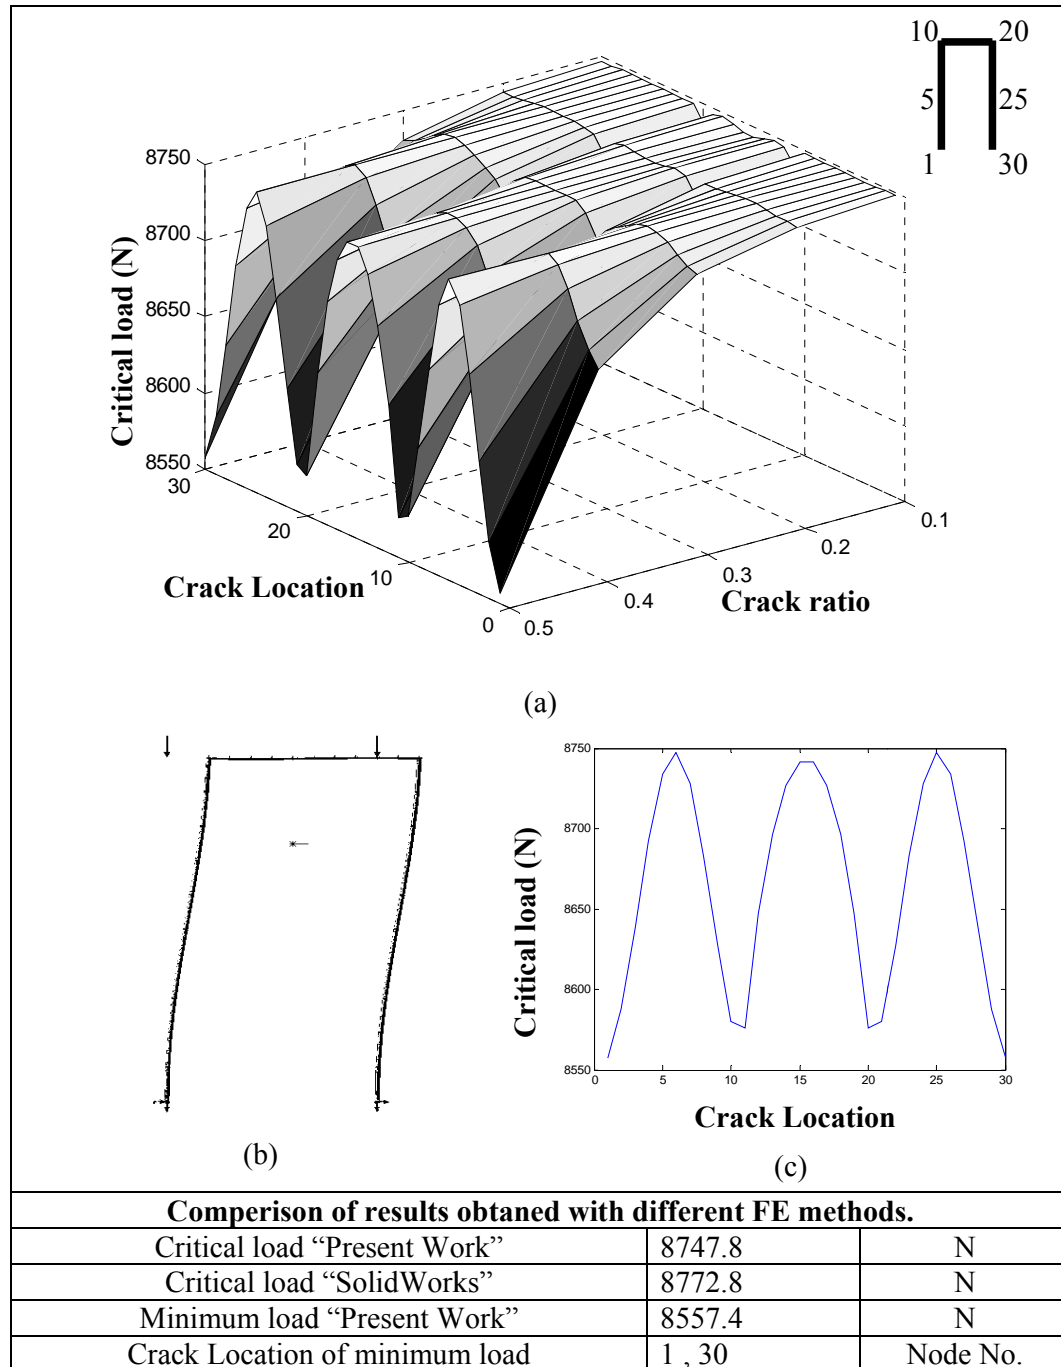 10 20
5 25
1 30
8750
8700
8650
8600
8550
30
20
10
0
0.5
0.4
0.3
0.2
0.1
Critical load (N)
Crack Location
Crack ratio
(a)
(b)
8750
8700
8650
8600
8550
0 5 10 15 20 25 30
Critical load (N)
Crack Location
(c)
Comperison of results obtaned with different FE methods.
Critical load “Present Work” 8747.8 N
Critical load “SolidWorks” 8772.8 N
Minimum load “Present Work” 8557.4 N
Crack Location of minimum load 1 , 30 Node No.